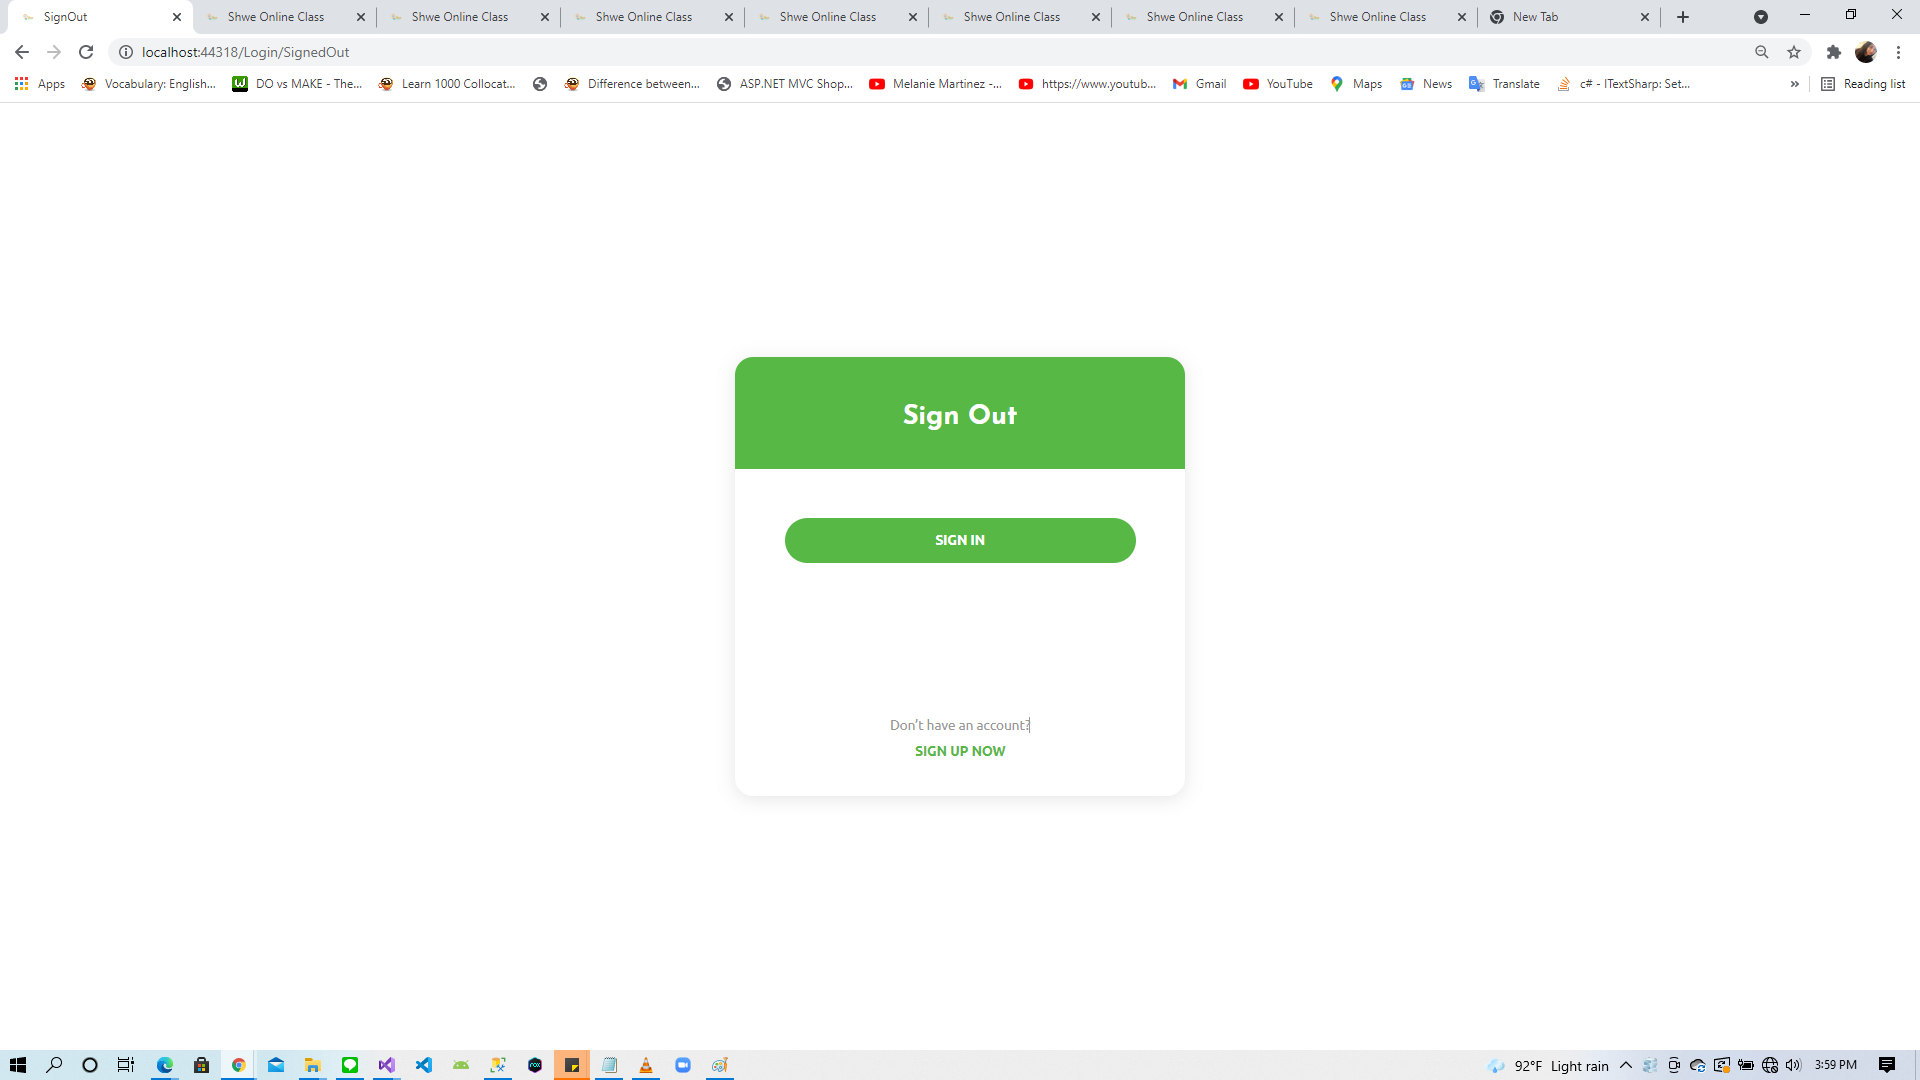 SignOut
Shwe Online Class
Shwe Online Class
Shwe Online Class
Shwe Online Class
Shwe Online Class
Shwe Online Class
Shwe Online Class
New Tab
localhost:44318/Login/SignedOut
Apps
Vocabulary: English...
DO vs MAKE - The...
Learn 1000 Collocat...
Difference between...
ASP.NET MVC Shop...
Melanie Martinez -...
https://www.youtub...
Gmail
YouTube
Maps
News
Translate
c# - ITextSharp: Set...
»
Reading list
Sign Out
SIGN IN
Don't have an account?
SIGN UP NOW
92°F Light rain
3:59 PM